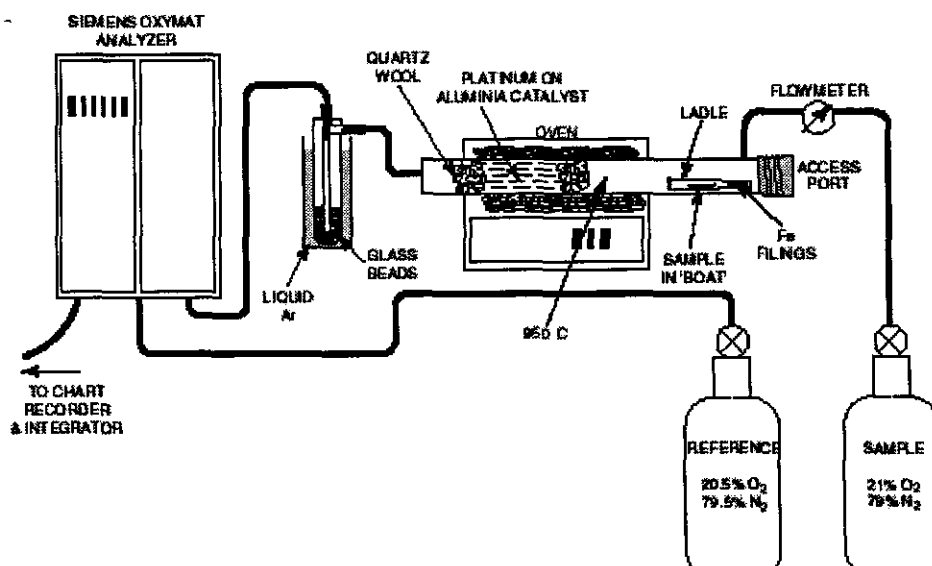 SIEMENS OXYMAT
ANALYZER
QUARTZ
WOOL
PLATINUM ON
ALUMINIA CATALYST
OVEN
LADLE
FLOWMETER
ACCESS
PORT
Fe
FILINGS
SAMPLE
IN 'BOAT'
GLASS
BEADS
LIQUID
Ar
950 C
TO CHART
RECORDER
& INTEGRATOR
REFERENCE
20.5% O2
79.5% N2
SAMPLE
21% O2
79% N2